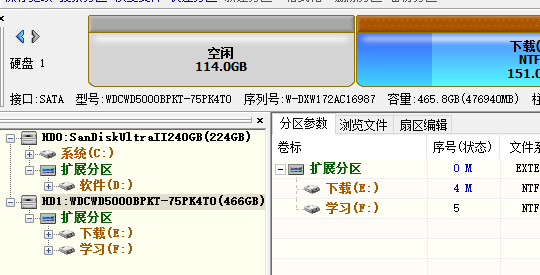 空闲
114.0GB
下载(E:
NTF
151.0
硬盘 1
接口:SATA 型号:WDCWD5000BPKT-75PK4T0 序列号:W-DXW172AC16987 容量:465.8GB(476940MB) 柱
HD0:SanDiskUltraII240GB(224GB)
系统(C:)
扩展分区
软件(D:)
HD1:WDCWD5000BPKT-75PK4T0(466GB)
扩展分区
下载(E:)
学习(F:)
分区参数 浏览文件 扇区编辑
卷标 序号(状态) 文件系
扩展分区 0 M EXTE
下载(E:) 4 M NTF
学习(F:) 5 NTF